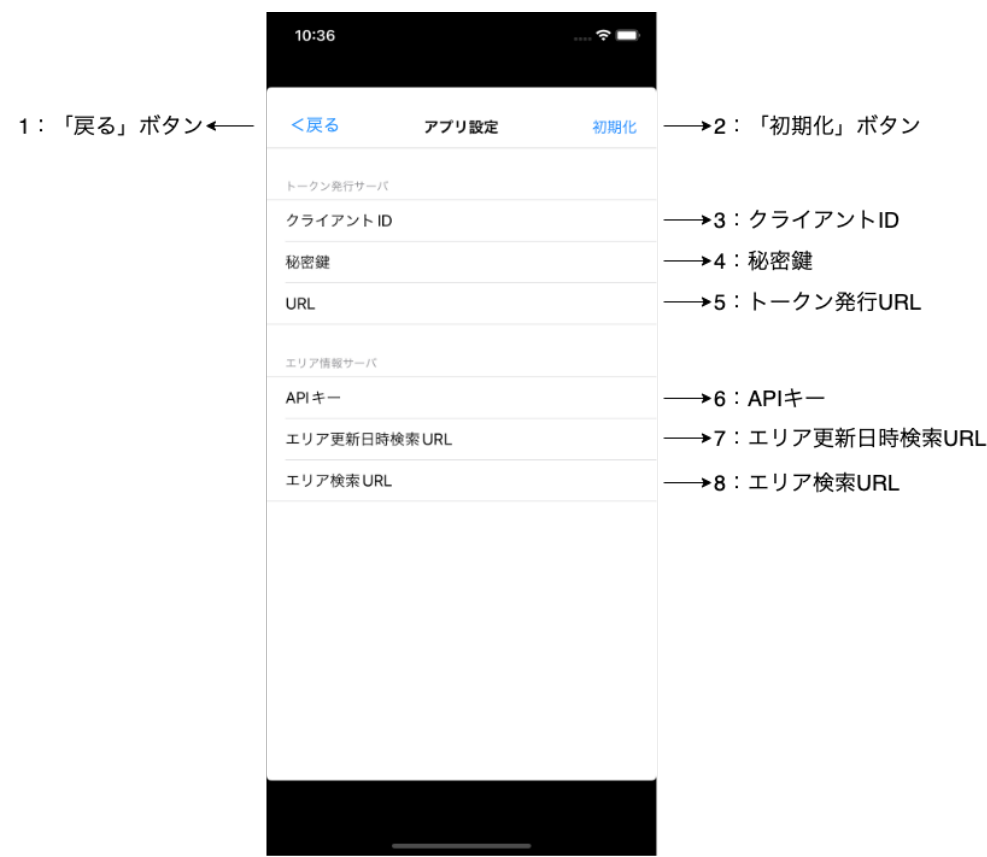 10:36
1：「戻る」ボタン
＜戻る
アプリ設定
初期化
2：「初期化」ボタン
トークン発行サーバ
クライアントID
3：クライアントID
秘密鍵
4：秘密鍵
URL
5：トークン発行URL
エリア情報サーバ
APIキー
6：APIキー
エリア更新日時検索URL
7：エリア更新日時検索URL
エリア検索URL
8：エリア検索URL